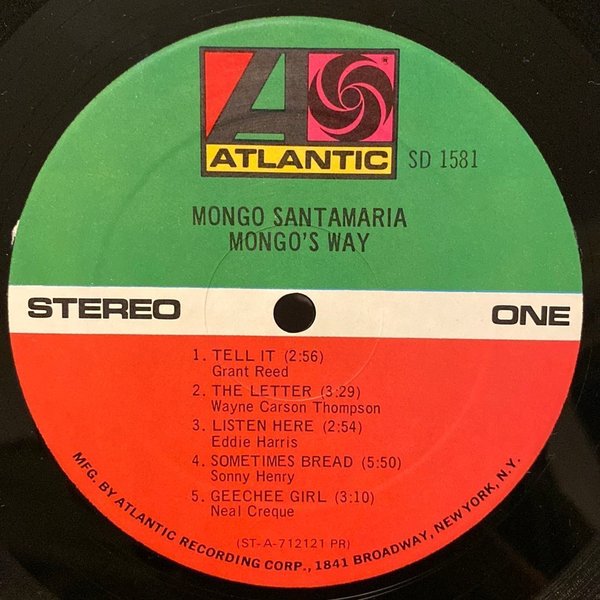 ATLANTIC SD 1581
MONGO SANTAMARIA
MONGO'S WAY
STEREO ONE
1. TELL IT (2:56)
Grant Reed
2. THE LETTER (3:29)
Wayne Carson Thompson
3. LISTEN HERE (2:54)
Eddie Harris
4. SOMETIMES BREAD (5:50)
Sonny Henry
5. GEECHEE GIRL (3:10)
Neal Creque
(ST-A-712121 PR)
MFG. BY ATLANTIC RECORDING CORP., 1841 BROADWAY, NEW YORK, N.Y.